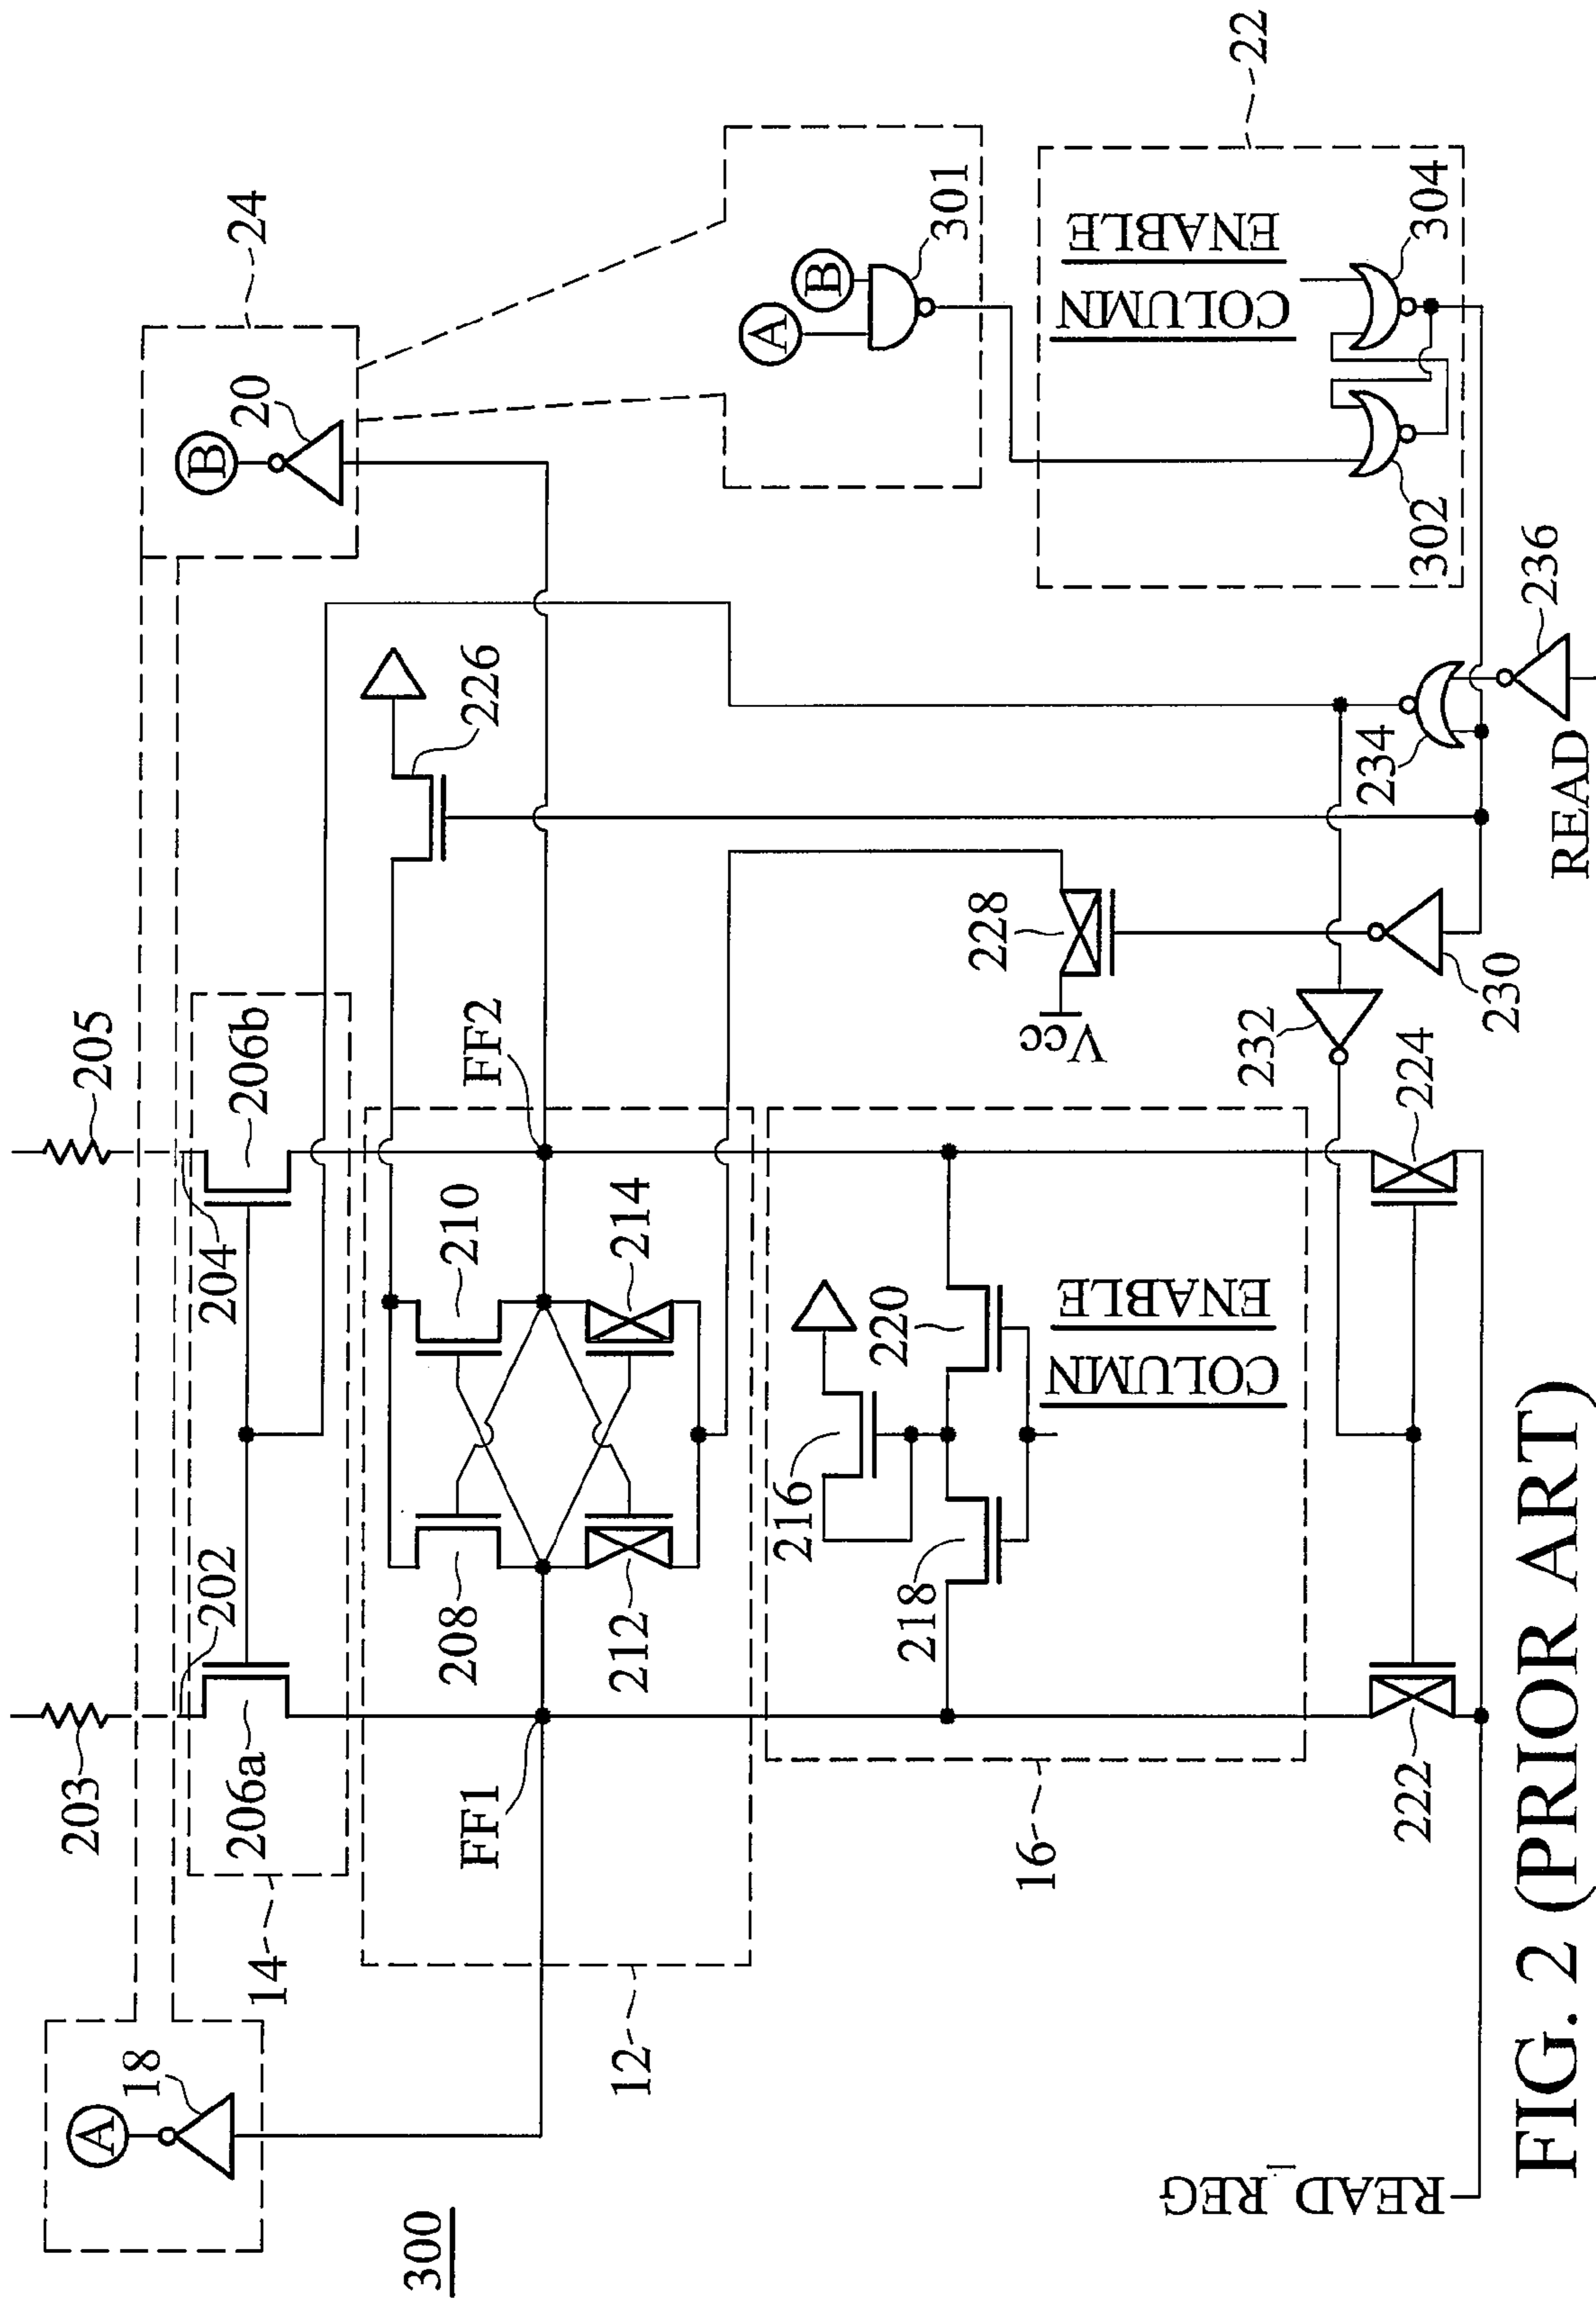 203
205
24
A
18
202
204
B
20
206a
206b
14
FF1
FF2
226
208
210
212
214
12
A
B
301
216
218
220
COLUMN
ENABLE
16
Vcc
228
232
230
234
236
READ
COLUMN
ENABLE
22
302
304
222
224
READ_REG
300
FIG. 2 (PRIOR ART)